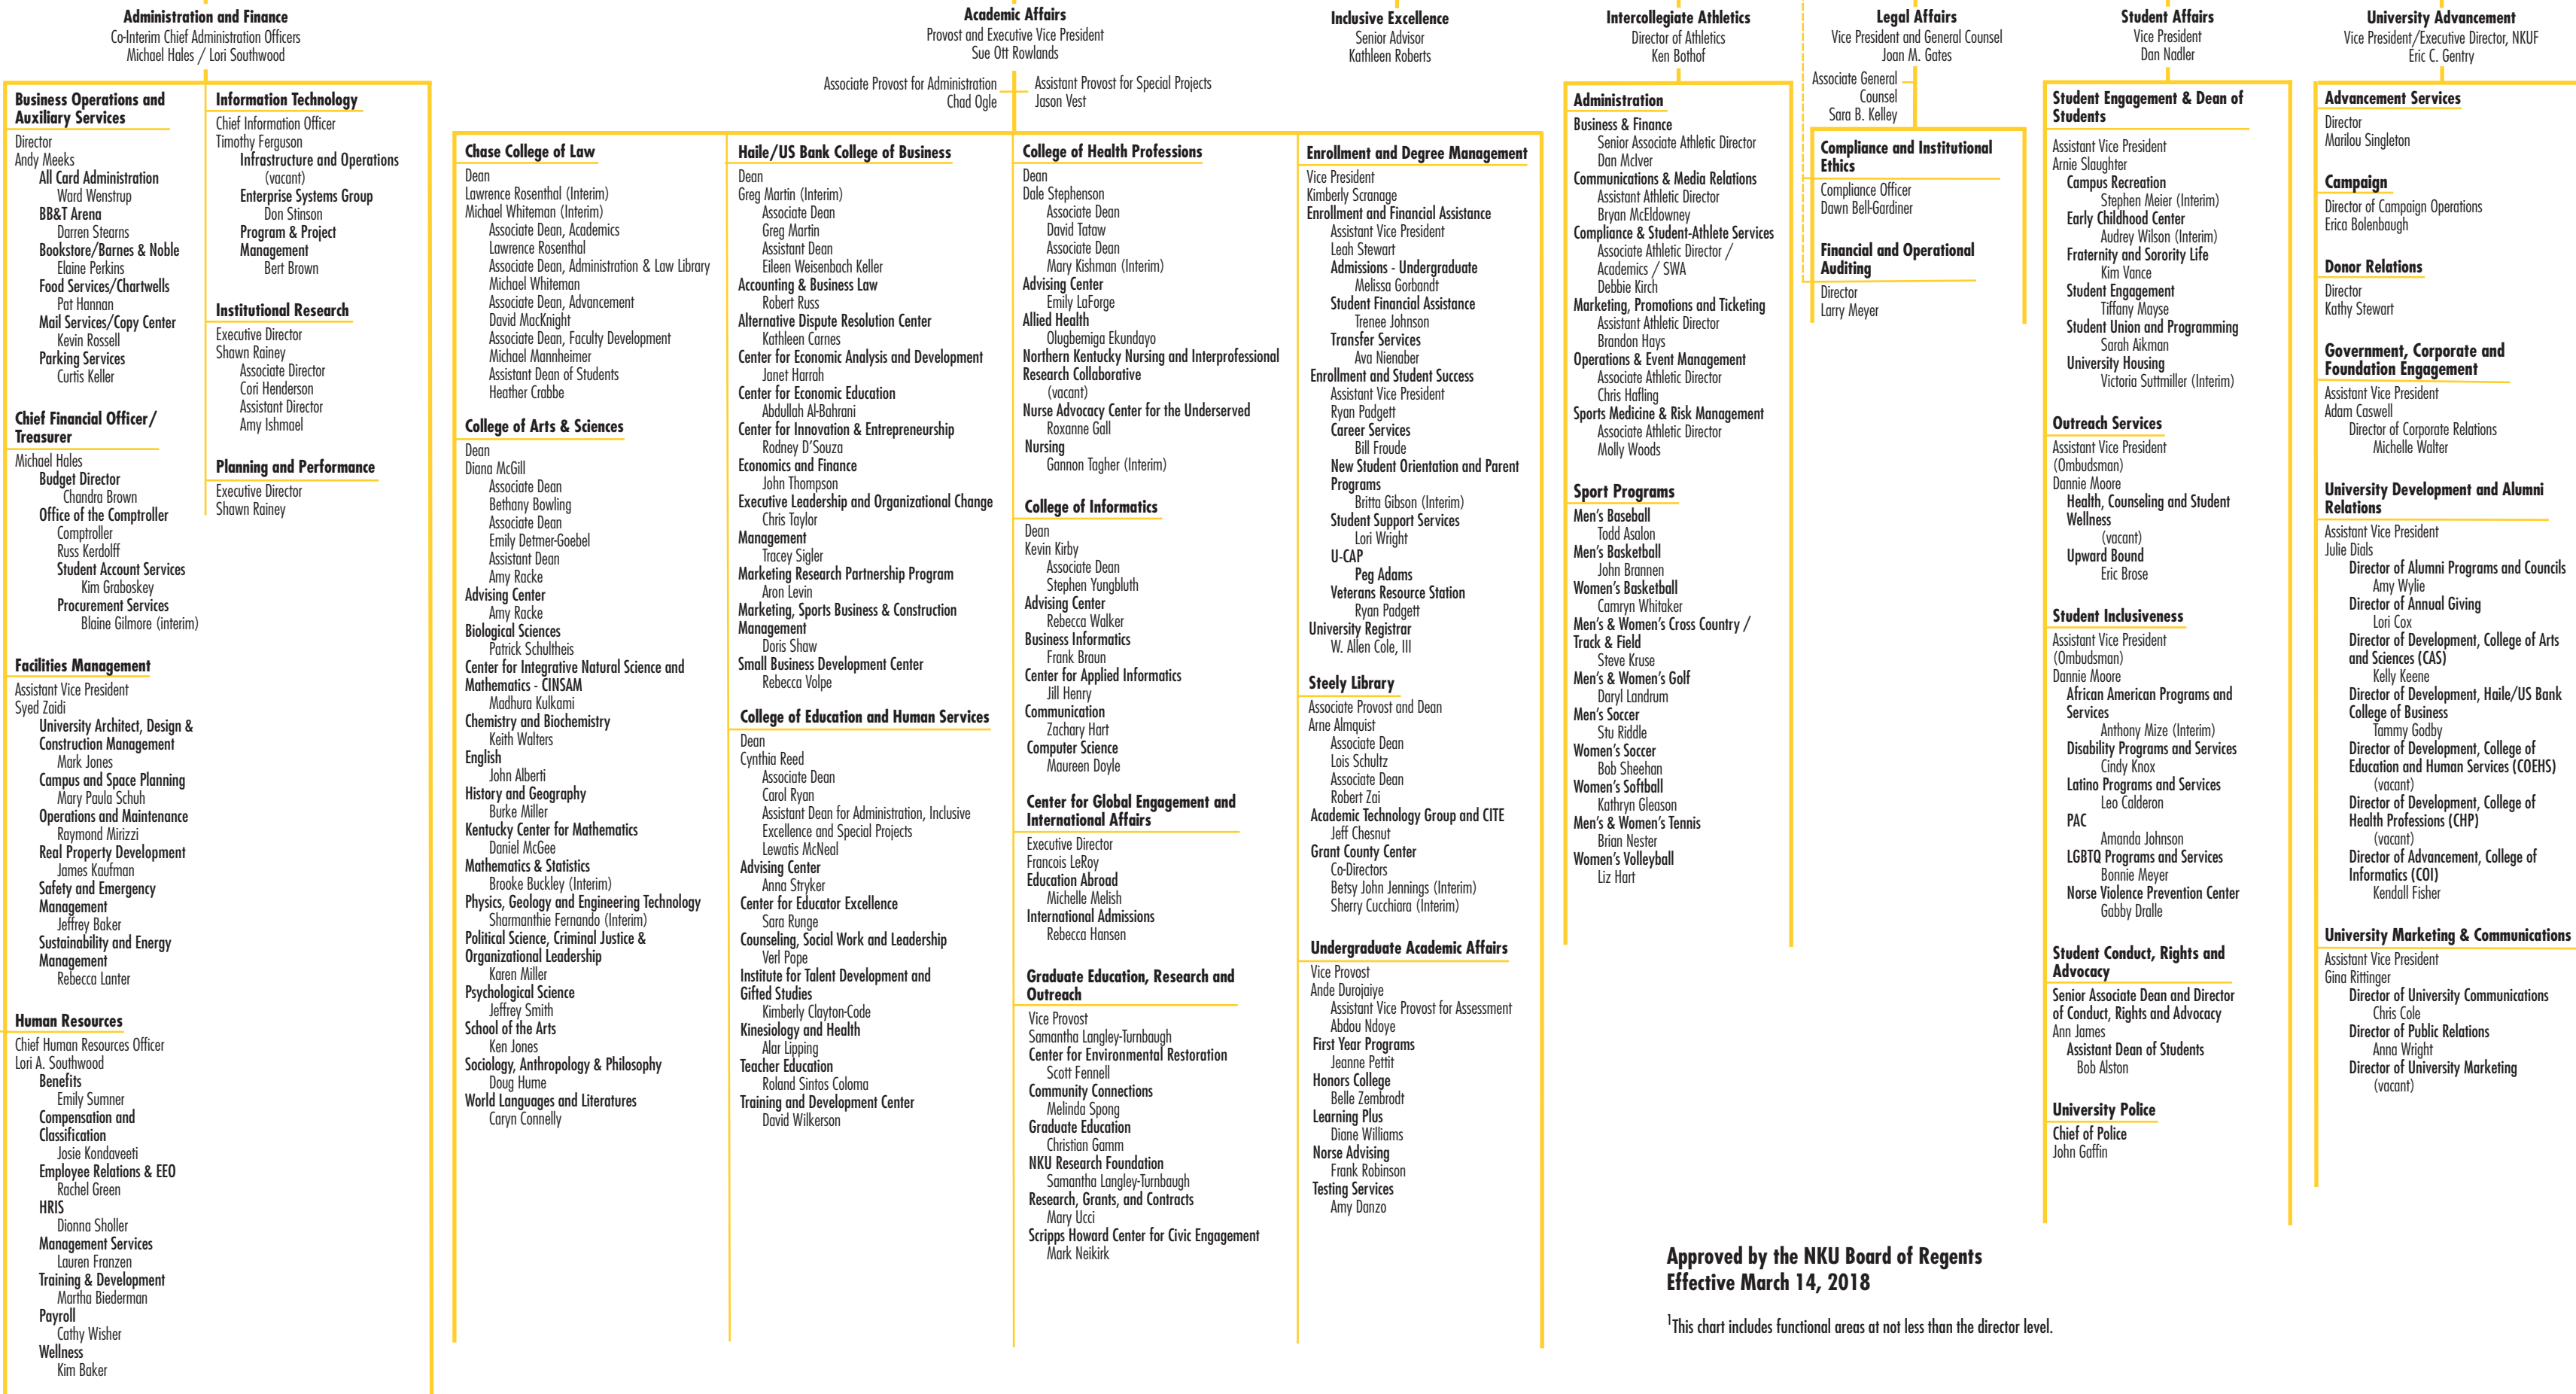 Administration and Finance
Co-Interim Chief Administration Officers
Michael Hales / Lori Southwood
Business Operations and
Auxiliary Services
Director
Andy Meeks
All Card Administration
Ward Wenstrup
BB&T Arena
Darren Stearns
Bookstore/Barnes & Noble
Elaine Perkins
Food Services/Chartwells
Pat Hannan
Mail Services/Copy Center
Kevin Rossell
Parking Services
Curtis Keller
Chief Financial Officer/
Treasurer
Michael Hales
Budget Director
Chandra Brown
Office of the Comptroller
Comptroller
Russ Kerdolff
Student Account Services
Kim Graboskey
Procurement Services
Blaine Gilmore (interim)
Facilities Management
Assistant Vice President
Syed Zaidi
University Architect, Design &
Construction Management
Mark Jones
Campus and Space Planning
Mary Paula Schuh
Operations and Maintenance
Raymond Mirizzi
Real Property Development
James Kaufman
Safety and Emergency
Management
Jeffrey Baker
Sustainability and Energy
Management
Rebecca Lanter
Human Resources
Chief Human Resources Officer
Lori A. Southwood
Benefits
Emily Sumner
Compensation and
Classification
Josie Kondaveeti
Employee Relations & EEO
Rachel Green
HRIS
Dionna Sholler
Management Services
Lauren Franzen
Training & Development
Martha Biederman
Payroll
Cathy Wisher
Wellness
Kim Baker
Information Technology
Chief Information Officer
Timothy Ferguson
Infrastructure and Operations
(vacant)
Enterprise Systems Group
Don Stinson
Program & Project
Management
Bert Brown
Institutional Research
Executive Director
Shawn Rainey
Associate Director
Cori Henderson
Assistant Director
Amy Ishmael
Planning and Performance
Executive Director
Shawn Rainey
Academic Affairs
Provost and Executive Vice President
Sue Ott Rowlands
Associate Provost for Administration
Chad Ogle
Assistant Provost for Special Projects
Jason Vest
Chase College of Law
Dean
Lawrence Rosenthal (Interim)
Michael Whiteman (Interim)
Associate Dean, Academics
Lawrence Rosenthal
Associate Dean, Administration & Law Library
Michael Whiteman
Associate Dean, Advancement
David MacKnight
Associate Dean, Faculty Development
Michael Mannheimer
Assistant Dean of Students
Heather Crabbe
College of Arts & Sciences
Dean
Diana McGill
Associate Dean
Bethany Bowling
Associate Dean
Emily Detmer-Goebel
Assistant Dean
Amy Racke
Advising Center
Amy Racke
Biological Sciences
Patrick Schultheis
Center for Integrative Natural Science and
Mathematics - CINSAM
Madhura Kulkarni
Chemistry and Biochemistry
Keith Walters
English
John Alberti
History and Geography
Burke Miller
Kentucky Center for Mathematics
Daniel McGee
Mathematics & Statistics
Brooke Buckley (Interim)
Physics, Geology and Engineering Technology
Sharmanthie Fernando (Interim)
Political Science, Criminal Justice &
Organizational Leadership
Karen Miller
Psychological Science
Jeffrey Smith
School of the Arts
Ken Jones
Sociology, Anthropology & Philosophy
Doug Hume
World Languages and Literatures
Caryn Connelly
Haile/US Bank College of Business
Dean
Greg Martin (Interim)
Associate Dean
Greg Martin
Assistant Dean
Eileen Weisenbach Keller
Accounting & Business Law
Robert Russ
Alternative Dispute Resolution Center
Kathleen Carnes
Center for Economic Analysis and Development
Janet Harrah
Center for Economic Education
Abdullah Al-Bahrani
Center for Innovation & Entrepreneurship
Rodney D'Souza
Economics and Finance
John Thompson
Executive Leadership and Organizational Change
Chris Taylor
Management
Tracey Sigler
Marketing Research Partnership Program
Aron Levin
Marketing, Sports Business & Construction
Management
Doris Shaw
Small Business Development Center
Rebecca Volpe
College of Education and Human Services
Dean
Cynthia Reed
Associate Dean
Carol Ryan
Assistant Dean for Administration, Inclusive
Excellence and Special Projects
Lewatis McNeal
Advising Center
Anna Stryker
Center for Educator Excellence
Sara Runge
Counseling, Social Work and Leadership
Verl Pope
Institute for Talent Development and
Gifted Studies
Kimberly Clayton-Code
Kinesiology and Health
Alar Lipping
Teacher Education
Roland Sintos Coloma
Training and Development Center
David Wilkerson
College of Health Professions
Dean
Dale Stephenson
Associate Dean
David Tataw
Associate Dean
Mary Kishman (Interim)
Advising Center
Emily LaForge
Allied Health
Olugbemiga Ekundayo
Northern Kentucky Nursing and Interprofessional
Research Collaborative
(vacant)
Nurse Advocacy Center for the Underserved
Roxanne Gall
Nursing
Gannon Tagher (Interim)
College of Informatics
Dean
Kevin Kirby
Associate Dean
Stephen Yungbluth
Advising Center
Rebecca Walker
Business Informatics
Frank Braun
Center for Applied Informatics
Jill Henry
Communication
Zachary Hart
Computer Science
Maureen Doyle
Center for Global Engagement and
International Affairs
Executive Director
Francois LeRoy
Education Abroad
Michelle Melish
International Admissions
Rebecca Hansen
Graduate Education, Research and
Outreach
Vice Provost
Samantha Langley-Turnbaugh
Center for Environmental Restoration
Scott Fennell
Community Connections
Melinda Spong
Graduate Education
Christian Gamm
NKU Research Foundation
Samantha Langley-Turnbaugh
Research, Grants, and Contracts
Mary Ucci
Scripps Howard Center for Civic Engagement
Mark Neikirk
Enrollment and Degree Management
Vice President
Kimberly Scranage
Enrollment and Financial Assistance
Assistant Vice President
Leah Stewart
Admissions - Undergraduate
Melissa Gorbandt
Student Financial Assistance
Trenee Johnson
Transfer Services
Ava Nienaber
Enrollment and Student Success
Assistant Vice President
Ryan Padgett
Career Services
Bill Froude
New Student Orientation and Parent
Programs
Britta Gibson (Interim)
Student Support Services
Lori Wright
U-CAP
Peg Adams
Veterans Resource Station
Ryan Padgett
University Registrar
W. Allen Cole, III
Steely Library
Associate Provost and Dean
Arne Almquist
Associate Dean
Lois Schultz
Associate Dean
Robert Zai
Academic Technology Group and CITE
Jeff Chesnut
Grant County Center
Co-Directors
Betsy John Jennings (Interim)
Sherry Cucchiara (Interim)
Undergraduate Academic Affairs
Vice Provost
Ande Durojaiye
Assistant Vice Provost for Assessment
Abdou Ndoye
First Year Programs
Jeanne Pettit
Honors College
Belle Zembrodt
Learning Plus
Diane Williams
Norse Advising
Frank Robinson
Testing Services
Amy Danzo
Inclusive Excellence
Senior Advisor
Kathleen Roberts
Intercollegiate Athletics
Director of Athletics
Ken Bothof
Administration
Business & Finance
Senior Associate Athletic Director
Dan McIver
Communications & Media Relations
Assistant Athletic Director
Bryan McEldowney
Compliance & Student-Athlete Services
Associate Athletic Director /
Academics / SWA
Debbie Kirch
Marketing, Promotions and Ticketing
Assistant Athletic Director
Brandon Hays
Operations & Event Management
Associate Athletic Director
Chris Hafling
Sports Medicine & Risk Management
Associate Athletic Director
Molly Woods
Sport Programs
Men's Baseball
Todd Asalon
Men's Basketball
John Brannen
Women's Basketball
Camryn Whitaker
Men's & Women's Cross Country /
Track & Field
Steve Kruse
Men's & Women's Golf
Daryl Landrum
Men's Soccer
Stu Riddle
Women's Soccer
Bob Sheehan
Women's Softball
Kathryn Gleason
Men's & Women's Tennis
Brian Nester
Women's Volleyball
Liz Hart
Legal Affairs
Vice President and General Counsel
Joan M. Gates
Associate General
Counsel
Sara B. Kelley
Compliance and Institutional
Ethics
Compliance Officer
Dawn Bell-Gardiner
Financial and Operational
Auditing
Director
Larry Meyer
Student Affairs
Vice President
Dan Nadler
Student Engagement & Dean of
Students
Assistant Vice President
Arnie Slaughter
Campus Recreation
Stephen Meier (Interim)
Early Childhood Center
Audrey Wilson (Interim)
Fraternity and Sorority Life
Kim Vance
Student Engagement
Tiffany Mayse
Student Union and Programming
Sarah Aikman
University Housing
Victoria Suttmiller (Interim)
Outreach Services
Assistant Vice President
(Ombudsman)
Dannie Moore
Health, Counseling and Student
Wellness
(vacant)
Upward Bound
Eric Brose
Student Inclusiveness
Assistant Vice President
(Ombudsman)
Dannie Moore
African American Programs and
Services
Anthony Mize (Interim)
Disability Programs and Services
Cindy Knox
Latino Programs and Services
Leo Calderon
PAC
Amanda Johnson
LGBTQ Programs and Services
Bonnie Meyer
Norse Violence Prevention Center
Gabby Dralle
Student Conduct, Rights and
Advocacy
Senior Associate Dean and Director
of Conduct, Rights and Advocacy
Ann James
Assistant Dean of Students
Bob Alston
University Police
Chief of Police
John Gaffin
University Advancement
Vice President/Executive Director, NKUF
Eric C. Gentry
Advancement Services
Director
Marilou Singleton
Campaign
Director of Campaign Operations
Erica Bolenbaugh
Donor Relations
Director
Kathy Stewart
Government, Corporate and
Foundation Engagement
Assistant Vice President
Adam Caswell
Director of Corporate Relations
Michelle Walter
University Development and Alumni
Relations
Assistant Vice President
Julie Dials
Director of Alumni Programs and Councils
Amy Wylie
Director of Annual Giving
Lori Cox
Director of Development, College of Arts
and Sciences (CAS)
Kelly Keene
Director of Development, Haile/US Bank
College of Business
Tammy Godby
Director of Development, College of
Education and Human Services (COEHS)
(vacant)
Director of Development, College of
Health Professions (CHP)
(vacant)
Director of Advancement, College of
Informatics (COI)
Kendall Fisher
University Marketing & Communications
Assistant Vice President
Gina Rittinger
Director of University Communications
Chris Cole
Director of Public Relations
Anna Wright
Director of University Marketing
(vacant)
Approved by the NKU Board of Regents
Effective March 14, 2018
1This chart includes functional areas at not less than the director level.